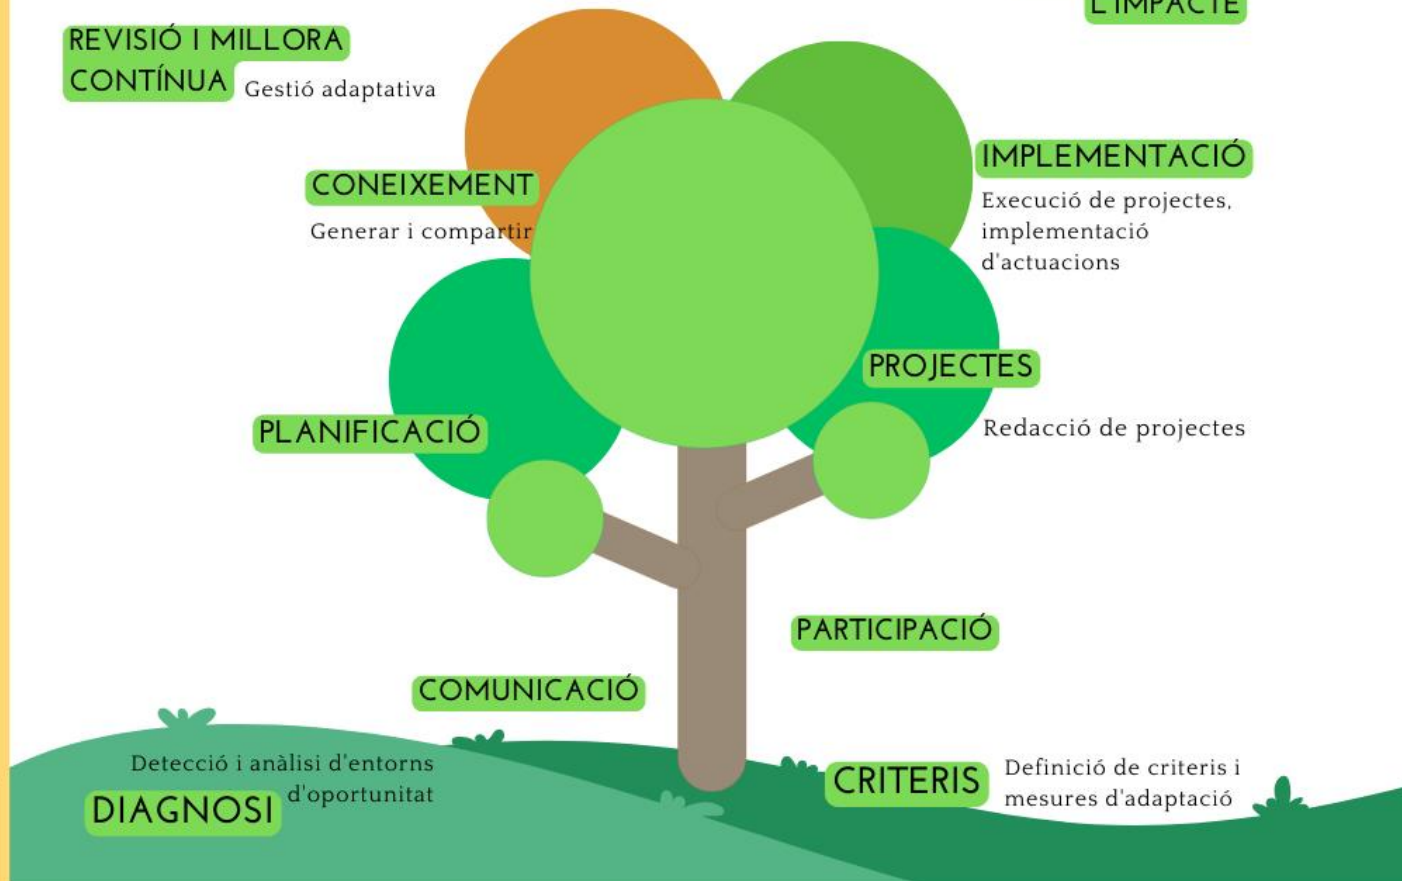 L'IMPACTE
REVISIÓ I MILLORA
CONTÍNUA
Gestió adaptativa
IMPLEMENTACIÓ
Execució de projectes,
implementació
d'actuacions
CONEIXEMENT
Generar i compartir
PROJECTES
Redacció de projectes
PLANIFICACIÓ
PARTICIPACIÓ
COMUNICACIÓ
Detecció i anàlisi d'entorns
d'oportunitat
DIAGNOSI
CRITERIS
Definició de criteris i
mesures d'adaptació